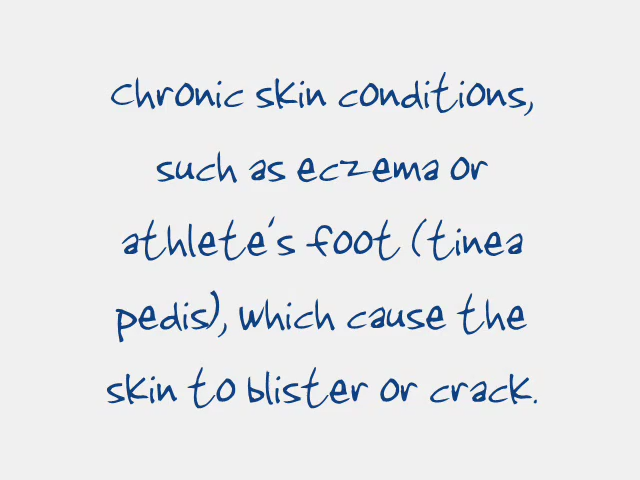 Chronic skin conditions,
such as eczema or
athlete's foot (tinea
pedis), which cause the
skin to blister or crack.